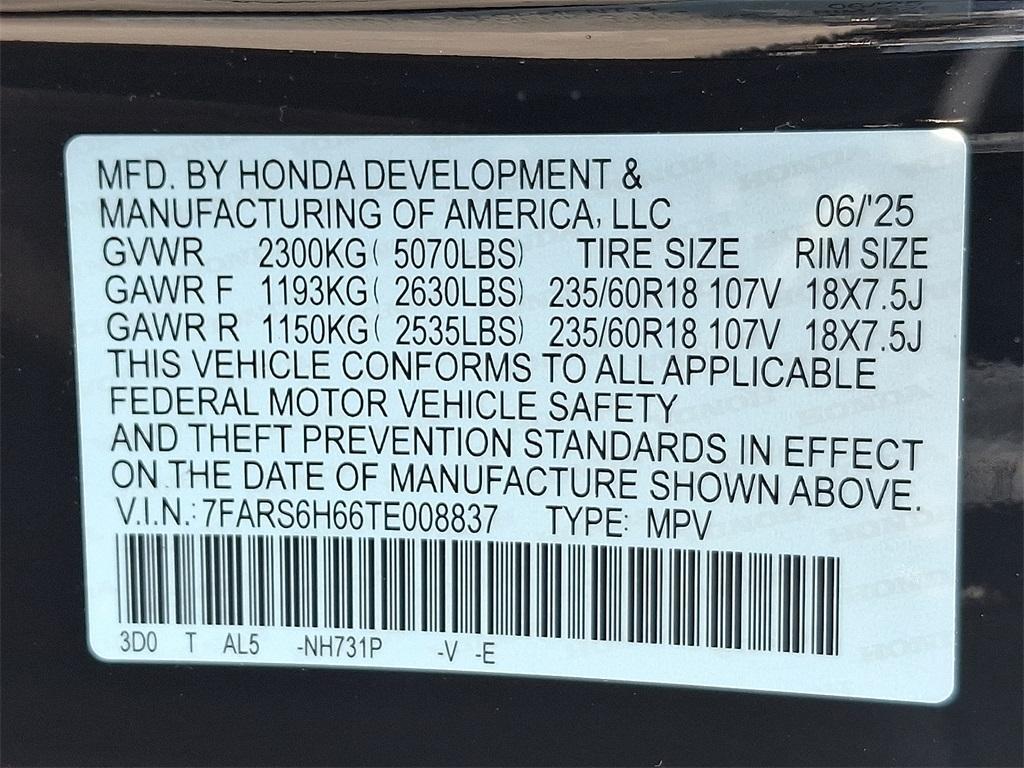 MFD. BY HONDA DEVELOPMENT &
MANUFACTURING OF AMERICA, LLC 06/'25
GVWR 2300KG( 5070LBS) TIRE SIZE RIM SIZE
GAWR F 1193KG( 2630LBS) 235/60R18 107V 18X7.5J
GAWR R 1150KG( 2535LBS) 235/60R18 107V 18X7.5J
THIS VEHICLE CONFORMS TO ALL APPLICABLE
FEDERAL MOTOR VEHICLE SAFETY
AND THEFT PREVENTION STANDARDS IN EFFECT
ON THE DATE OF MANUFACTURE SHOWN ABOVE.
V.I.N.: 7FARS6H66TE008837 TYPE: MPV
3D0 T AL5 -NH731P -V -E